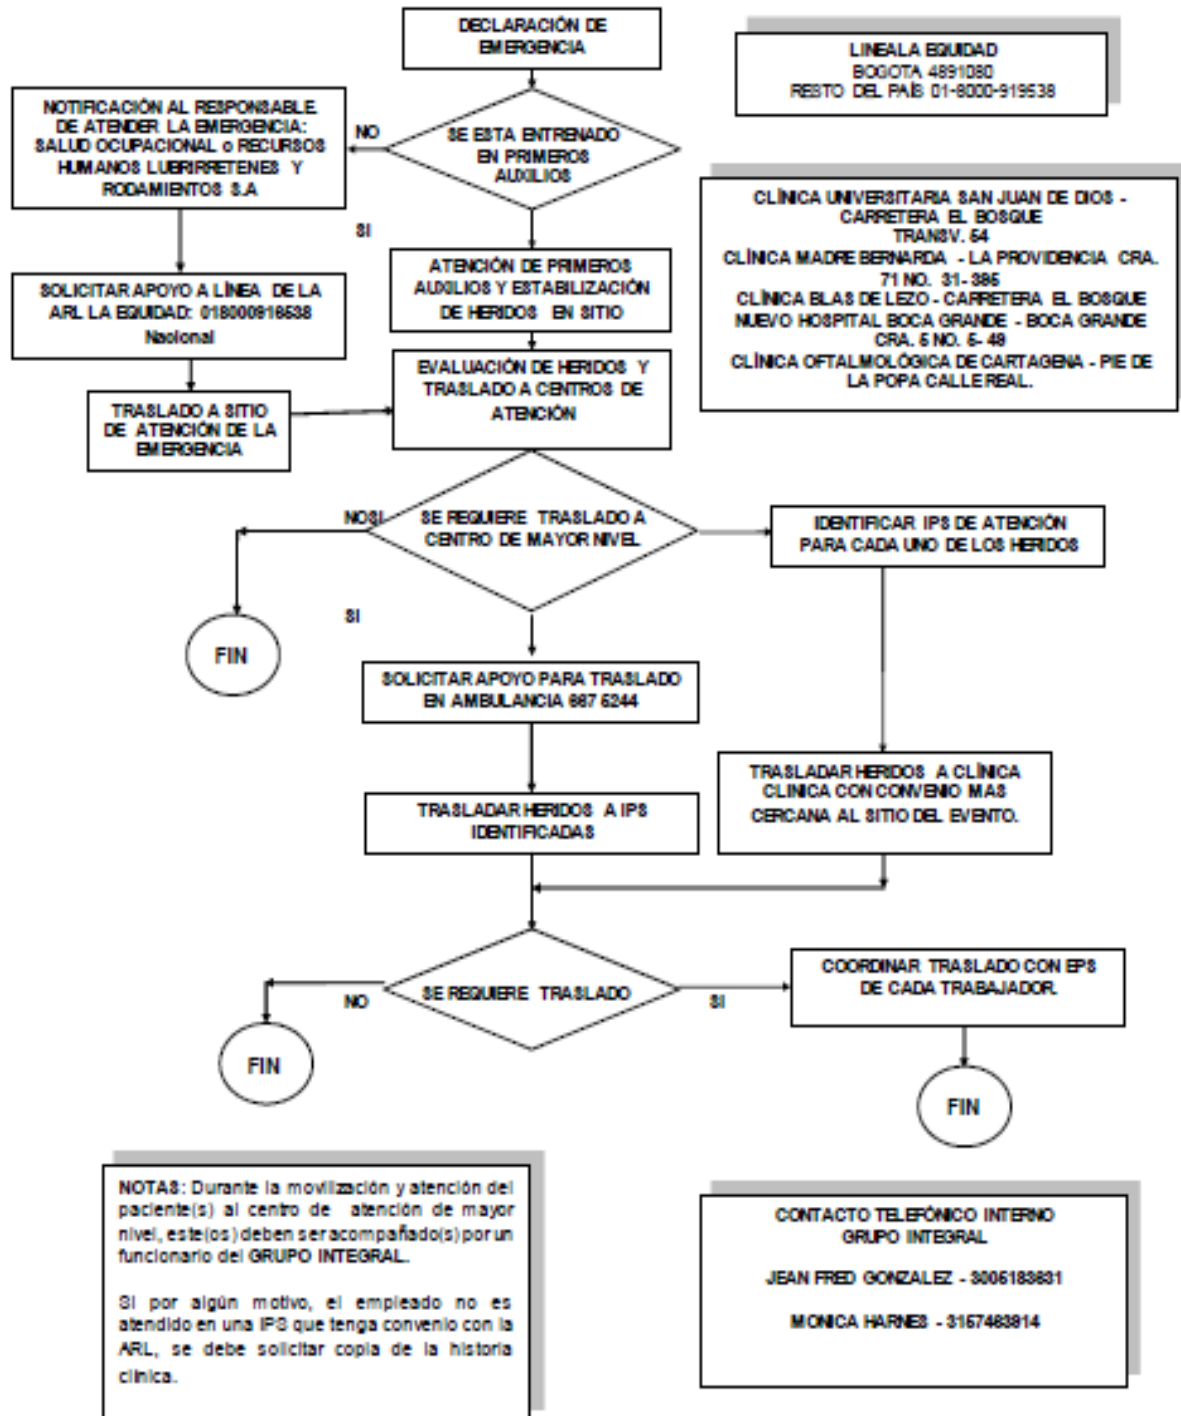 DECLARACIÓN DE
EMERGENCIA
LINEALA EQUIDAD
BOGOTA 4891080
RESTO DEL PAÍS 01-8000-919538
NOTIFICACIÓN AL RESPONSABLE
DE ATENDER LA EMERGENCIA:
SALUD OCUPACIONAL o RECURSOS
HUMANOS LUBRIRRETENES Y
RODAMIENTOS S.A
NO
SE ESTA ENTRENADO
EN PRIMEROS
AUXILIOS
CLÍNICA UNIVERSITARIA SAN JUAN DE DIOS -
CARRETERA EL BOSQUE
TRANSV. 54
CLÍNICA MADRE BERNARDA - LA PROVIDENCIA CRA.
71 NO. 31- 395
CLÍNICA BLAS DE LEZO - CARRETERA EL BOSQUE
NUEVO HOSPITAL BOCA GRANDE - BOCA GRANDE
CRA. 5 NO. 5- 49
CLÍNICA OFTALMOLÓGICA DE CARTAGENA - PIE DE
LA POPA CALLE REAL.
SI
ATENCIÓN DE PRIMEROS
AUXILIOS Y ESTABILIZACIÓN
DE HERIDOS EN SITIO
SOLICITAR APOYO A LÍNEA DE LA
ARL LA EQUIDAD: 018000916538
Nacional
EVALUACIÓN DE HERIDOS Y
TRASLADO A CENTROS DE
ATENCIÓN
TRASLADO A SITIO
DE ATENCIÓN DE LA
EMERGENCIA
NOSI
SE REQUIERE TRASLADO A
CENTRO DE MAYOR NIVEL
IDENTIFICAR IPS DE ATENCIÓN
PARA CADA UNO DE LOS HERIDOS
SI
FIN
SOLICITAR APOYO PARA TRASLADO
EN AMBULANCIA 667 5244
TRASLADAR HERIDOS A CLÍNICA
CLINICA CON CONVENIO MAS
CERCANA AL SITIO DEL EVENTO.
TRASLADAR HERIDOS A IPS
IDENTIFICADAS
NO
SE REQUIERE TRASLADO
SI
COORDINAR TRASLADO CON EPS
DE CADA TRABAJADOR.
FIN
FIN
NOTAS: Durante la movilización y atención del
paciente(s) al centro de atención de mayor
nivel, este(os) deben ser acompañado(s) por un
funcionario del GRUPO INTEGRAL.
Si por algún motivo, el empleado no es
atendido en una IPS que tenga convenio con la
ARL, se debe solicitar copia de la historia
clínica.
CONTACTO TELEFÓNICO INTERNO
GRUPO INTEGRAL
JEAN FRED GONZALEZ - 3005183631
MONICA HARNES - 3157463914